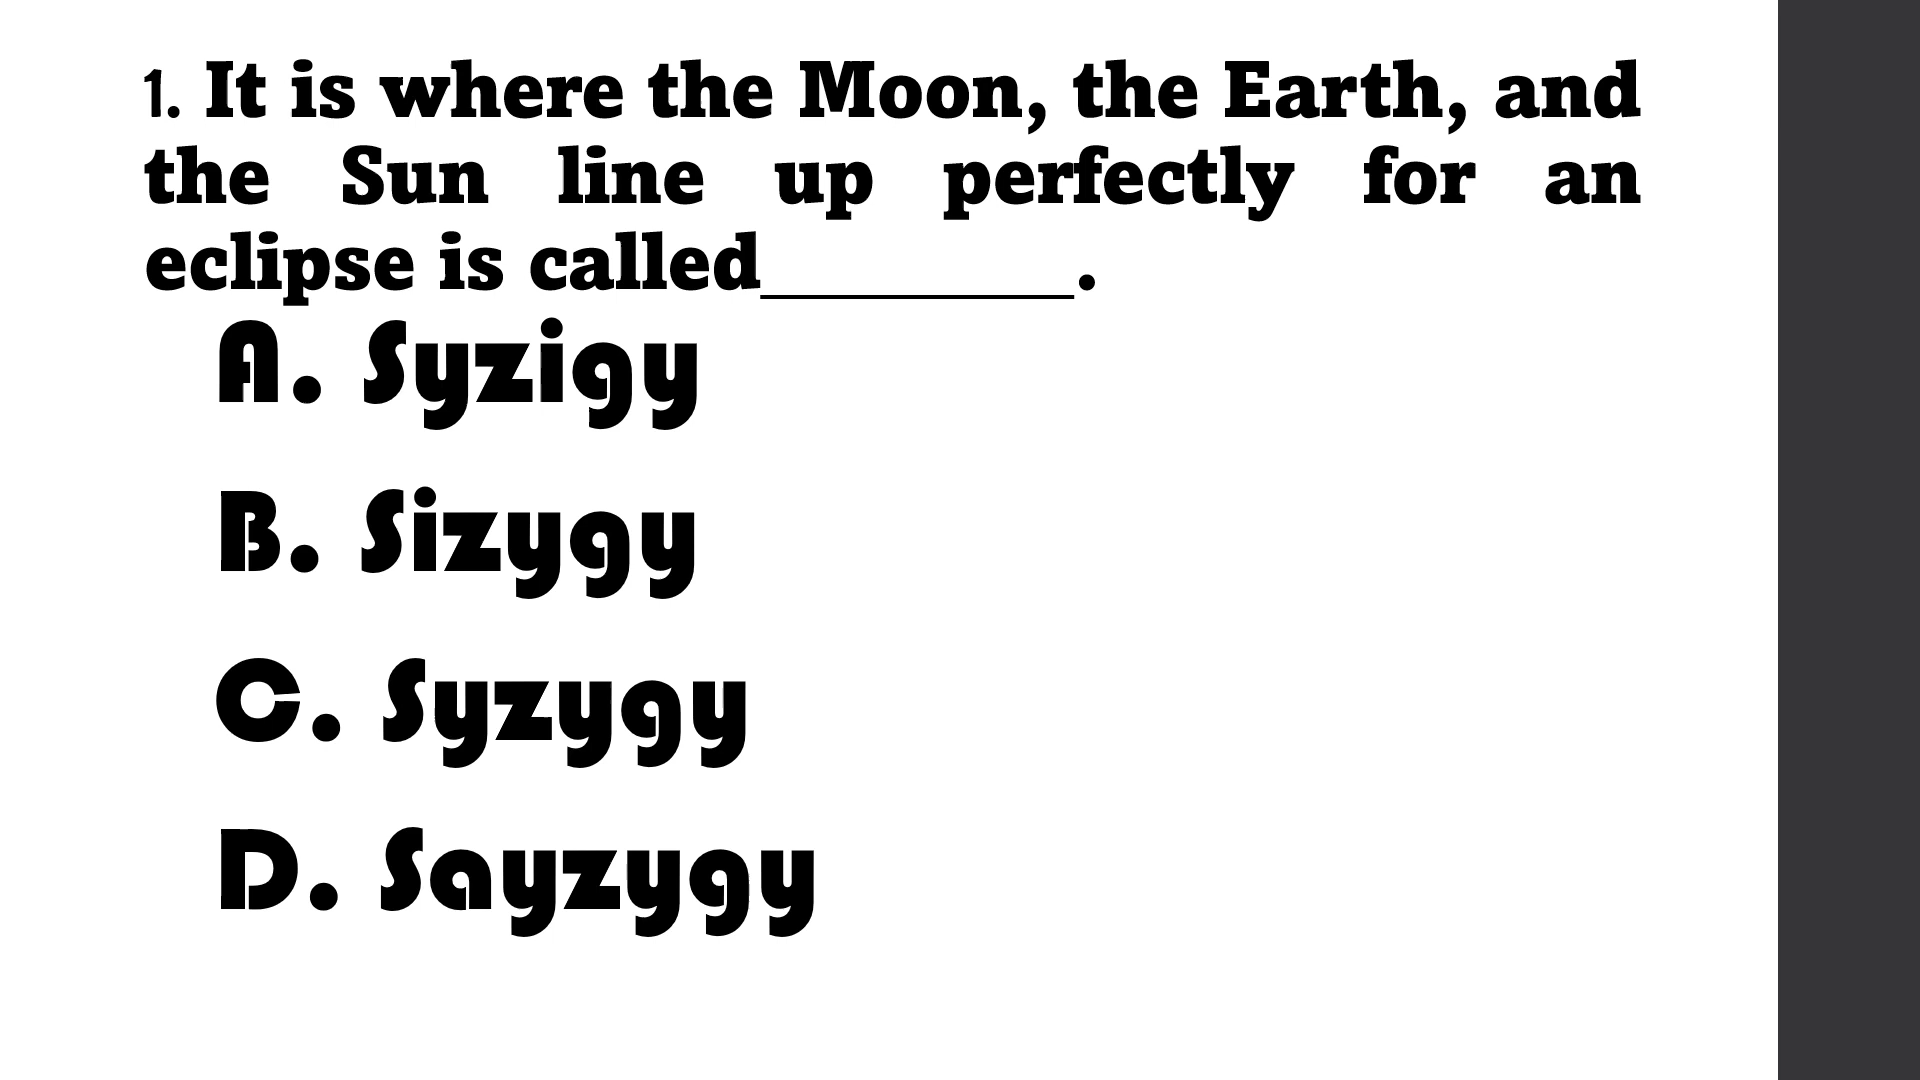 1. It is where the Moon, the Earth, and
the Sun line up perfectly for an
eclipse is called_________.
A. Syzigy
B. Sizygy
C. Syzygy
D. Sayzygy